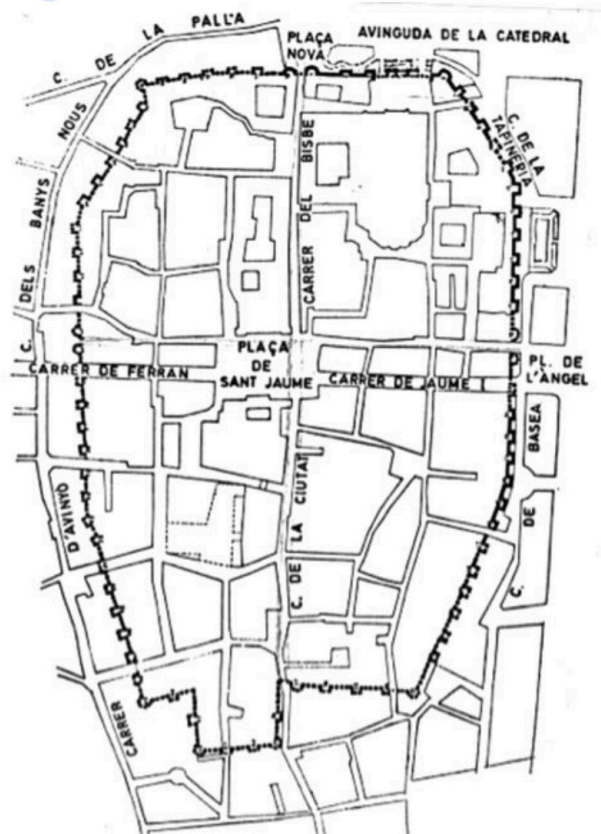 C. DE LA PALLA
PLAÇA
NOVA
AVINGUDA DE LA CATEDRAL
C. DELS BANYS NOUS
C. DE LA
TAPINERIA
CARRER DEL BISBE
PLAÇA
DE
SANT JAUME
CARRER DE FERRAN
CARRER DE JAUME I
PL. DE
L'ANGEL
C. DE BASEA
C. DE LA CIUTAT
CARRER D'AVINYO